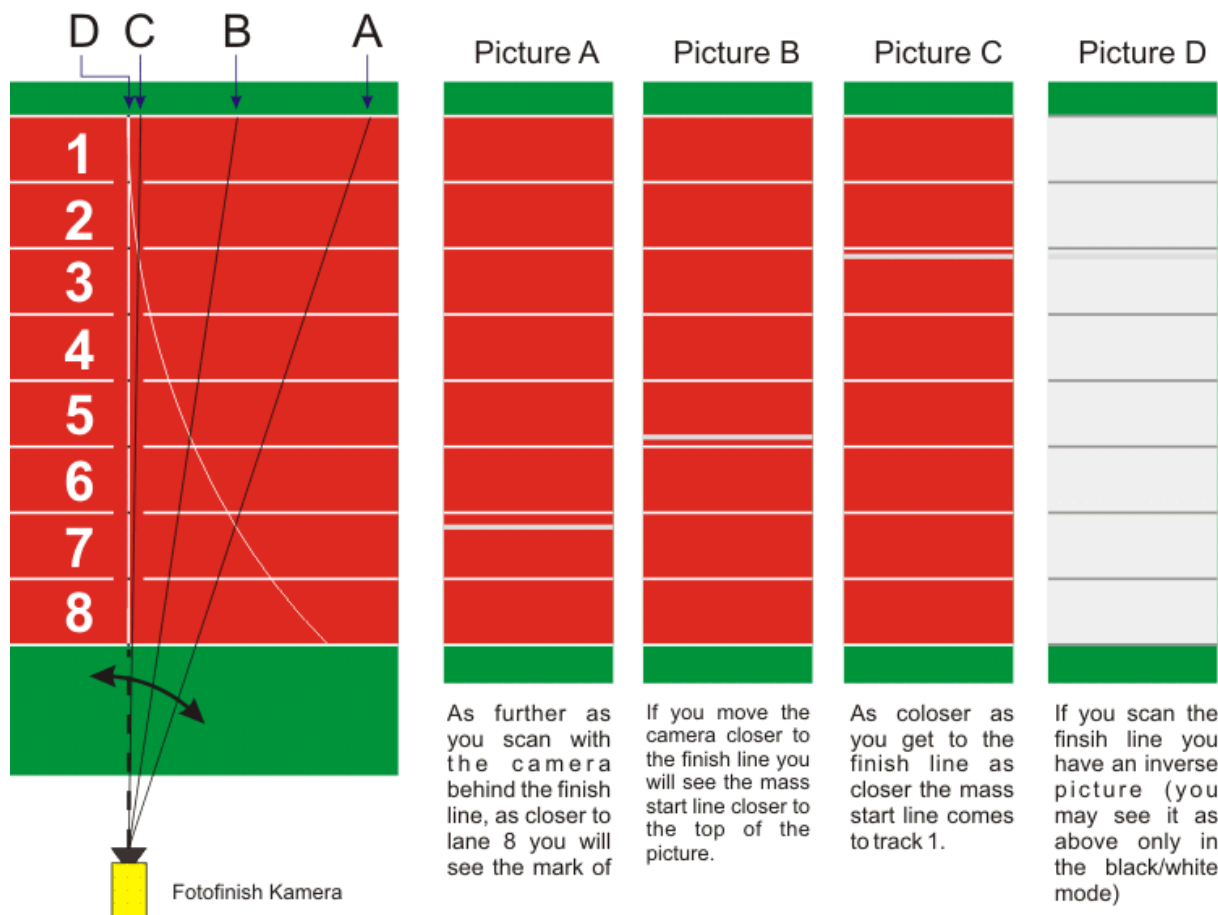 D C B A
Picture A
Picture B
Picture C
Picture D
1
2
3
4
5
6
7
8
Fotofinish Kamera
As further as
you scan with
the camera
behind the finish
line, as closer to
lane 8 you will
see the mark of
If you move the
camera closer to
the finish line you
will see the mass
start line closer to
the top of the
picture.
As coloser as
you get to the
finish line as
closer the mass
start line comes
to track 1.
If you scan the
finsih line you
have an inverse
picture (you
may see it as
above only in
the black/white
mode)